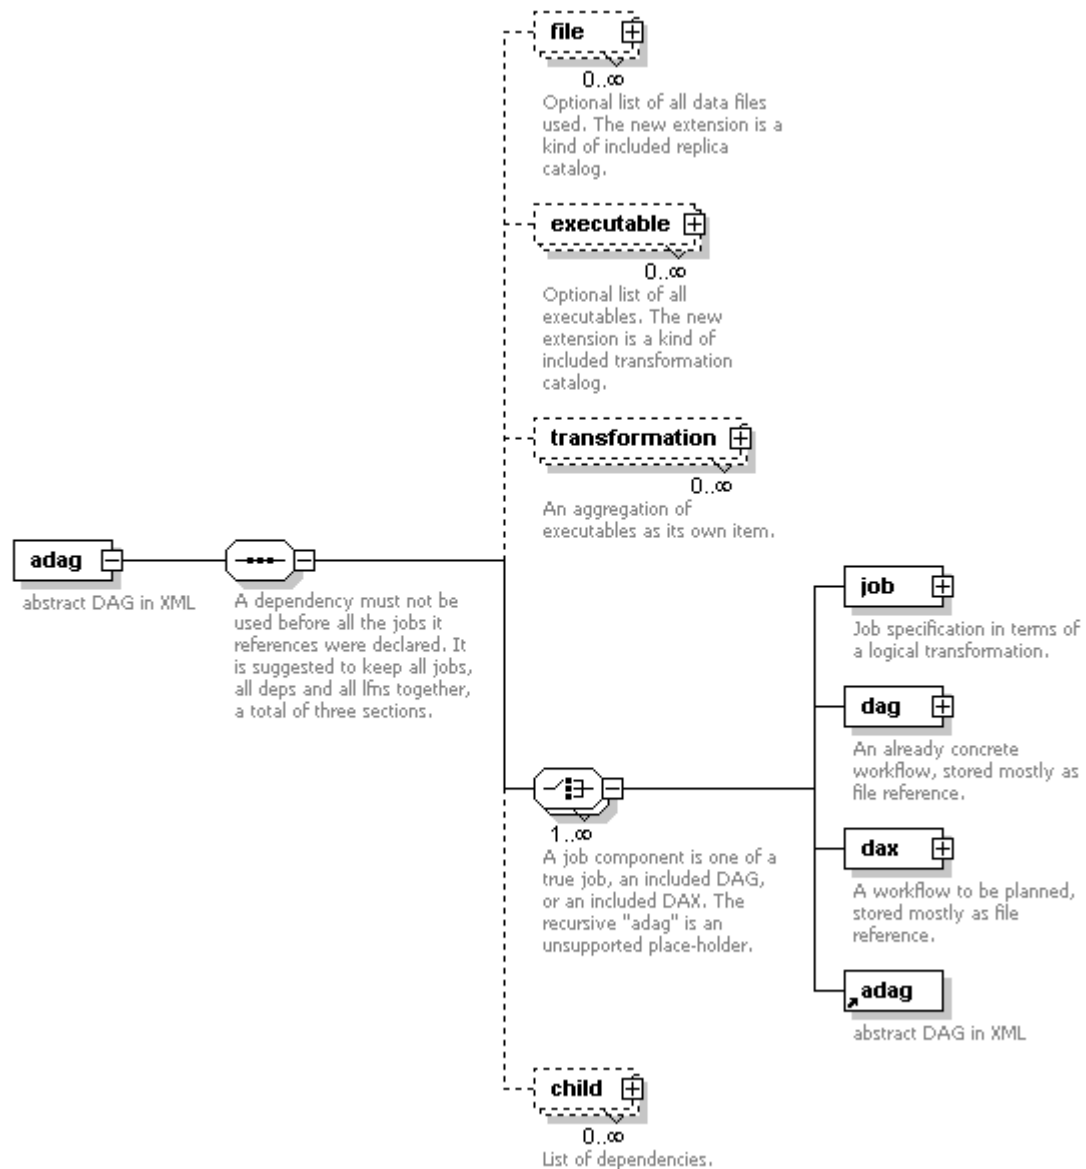 file
0..∞
Optional list of all data files
used. The new extension is a
kind of included replica
catalog.
executable
0..∞
Optional list of all
executables. The new
extension is a kind of
included transformation
catalog.
transformation
0..∞
An aggregation of
executables as its own item.
adag
abstract DAG in XML
A dependency must not be
used before all the jobs it
references were declared. It
is suggested to keep all jobs,
all deps and all lfns together,
a total of three sections.
1..∞
A job component is one of a
true job, an included DAG,
or an included DAX. The
recursive "adag" is an
unsupported place-holder.
job
Job specification in terms of
a logical transformation.
dag
An already concrete
workflow, stored mostly as
file reference.
dax
A workflow to be planned,
stored mostly as file
reference.
adag
abstract DAG in XML
child
0..∞
List of dependencies.